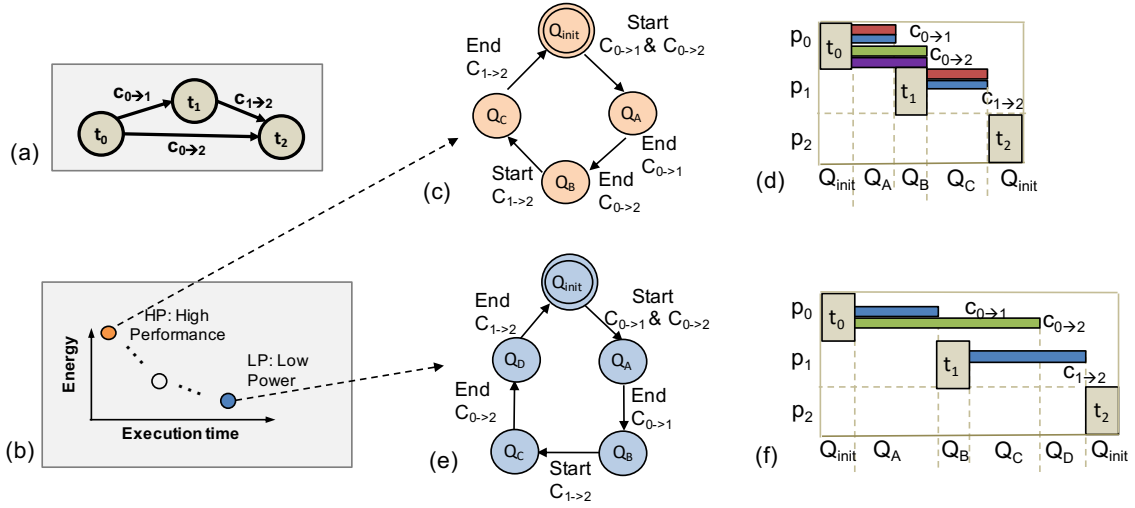 (a)
c0→1
t1
c1→2
t0
t2
c0→2
(b)
HP: High
Performance
LP: Low
Power
Energy
Execution time
(c)
Qinit
Start
C0->1 & C0->2
QA
End
C0->1
End
C0->2
QB
Start
C1->2
QC
End
C1->2
(d)
p0
t0
c0→1
c0→2
p1
t1
c1→2
p2
t2
Qinit QA QB QC Qinit
(e)
Qinit
Start
C0->1 & C0->2
QA
End
C0->1
QB
Start
C1->2
QC
End
C0->2
QD
End
C1->2
(f)
p0
t0
c0→1
c0→2
p1
t1
c1→2
p2
t2
Qinit QA QB QC QD Qinit